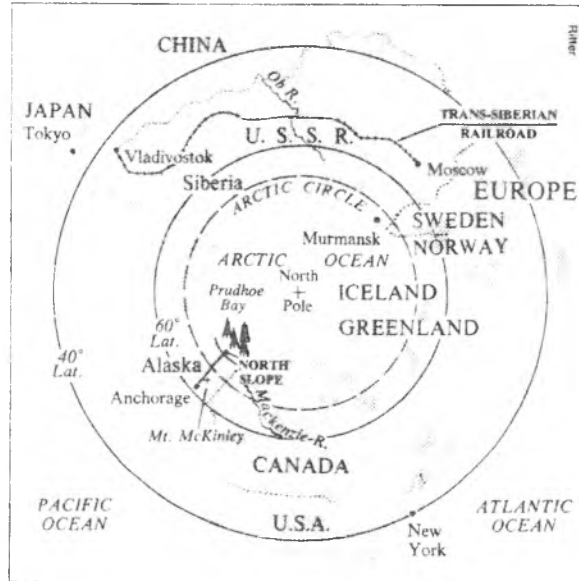 Ritter
CHINA
Ob R.
JAPAN
Tokyo
TRANS-SIBERIAN
RAILROAD
U. S. S. R.
Vladivostok
Moscow
Siberia
EUROPE
ARCTIC CIRCLE
SWEDEN
NORWAY
Murmansk
ARCTIC OCEAN
North
Pole
Prudhoe
Bay
ICELAND
GREENLAND
60°
Lat.
40°
Lat.
Alaska
NORTH
SLOPE
Anchorage
Mackenzie-R.
Mt. McKinley
CANADA
PACIFIC
OCEAN
U.S.A.
ATLANTIC
OCEAN
New
York